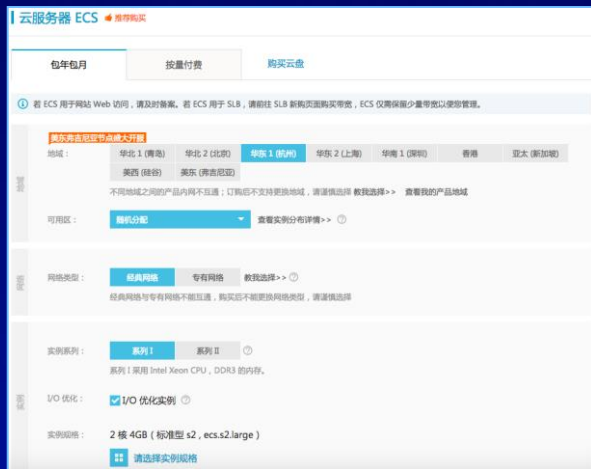 云服务器 ECS 推荐购买
包年包月 按量付费 购买云盘
若 ECS 用于网站 Web 访问，请及时备案。若 ECS 用于 SLB，请前往 SLB 新购页面购买带宽，ECS 仅需保留少量带宽以便您管理。
美东弗吉尼亚节点盛大开服
地域： 华北 1 (青岛) 华北 2 (北京) 华东 1 (杭州) 华东 2 (上海) 华南 1 (深圳) 香港 亚太 (新加坡)
美西 (硅谷) 美东 (弗吉尼亚)
不同地域之间的产品内网不互通；订购后不支持更换地域，请谨慎选择 教我选择>> 查看我的产品地域
可用区： 随机分配 查看实例分布详情>>
网络
网络类型： 经典网络 专有网络 教我选择>>
经典网络与专有网络不能互通，购买后不能更换网络类型，请谨慎选择
实例系列： 系列 I 系列 II
系列 I 采用 Intel Xeon CPU，DDR3 的内存。
I/O 优化： I/O 优化实例
实例规格： 2 核 4GB ( 标准型 s2 , ecs.s2.large )
请选择实例规格